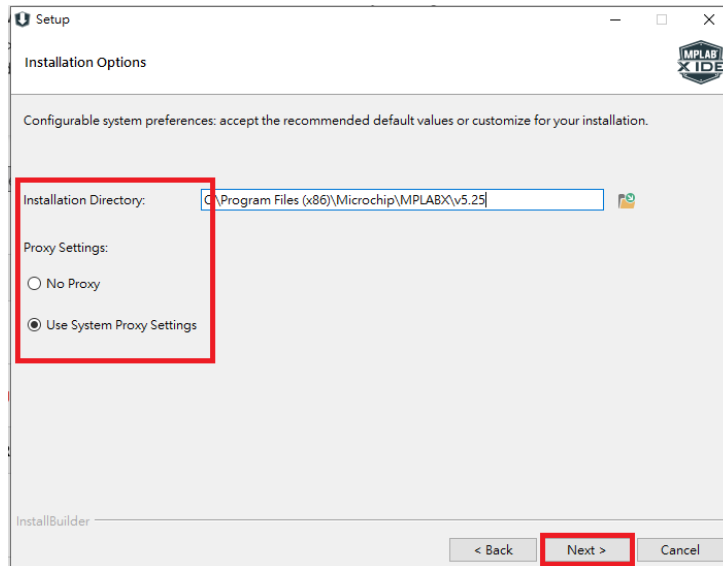 Setup
Installation Options
MPLAB
X IDE
Configurable system preferences: accept the recommended default values or customize for your installation.
Installation Directory: C:\Program Files (x86)\Microchip\MPLABX\v5.25
Proxy Settings:
No Proxy
Use System Proxy Settings
InstallBuilder
< Back Next > Cancel